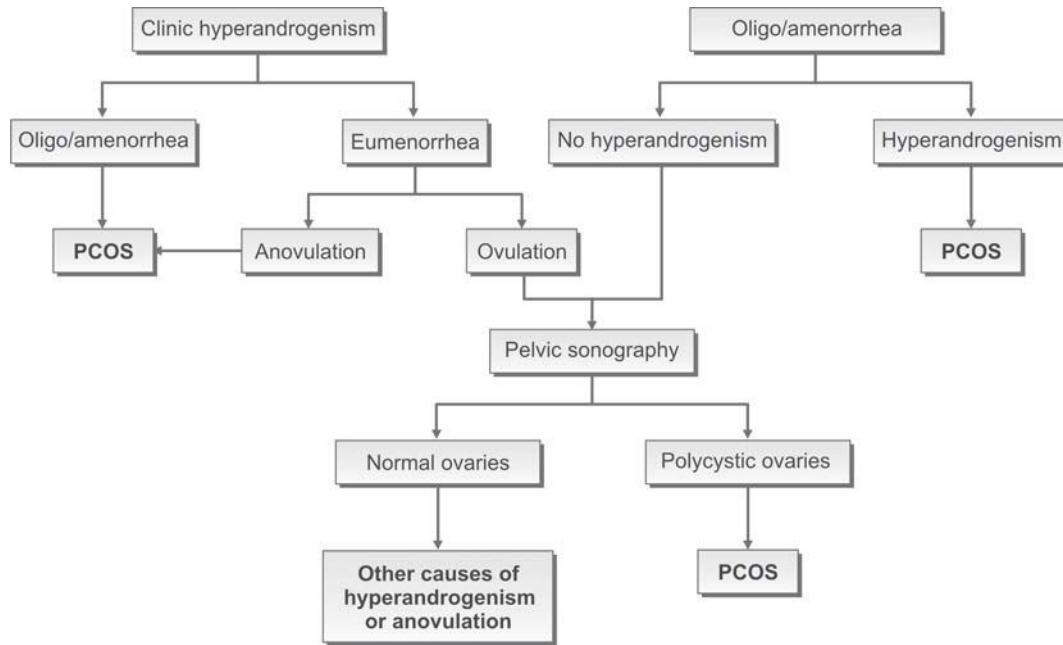 Clinic hyperandrogenism
Oligo/amenorrhea
Oligo/amenorrhea
Eumenorrhea
No hyperandrogenism
Hyperandrogenism
PCOS
Anovulation
Ovulation
PCOS
Pelvic sonography
Normal ovaries
Polycystic ovaries
Other causes of
hyperandrogenism
or anovulation
PCOS